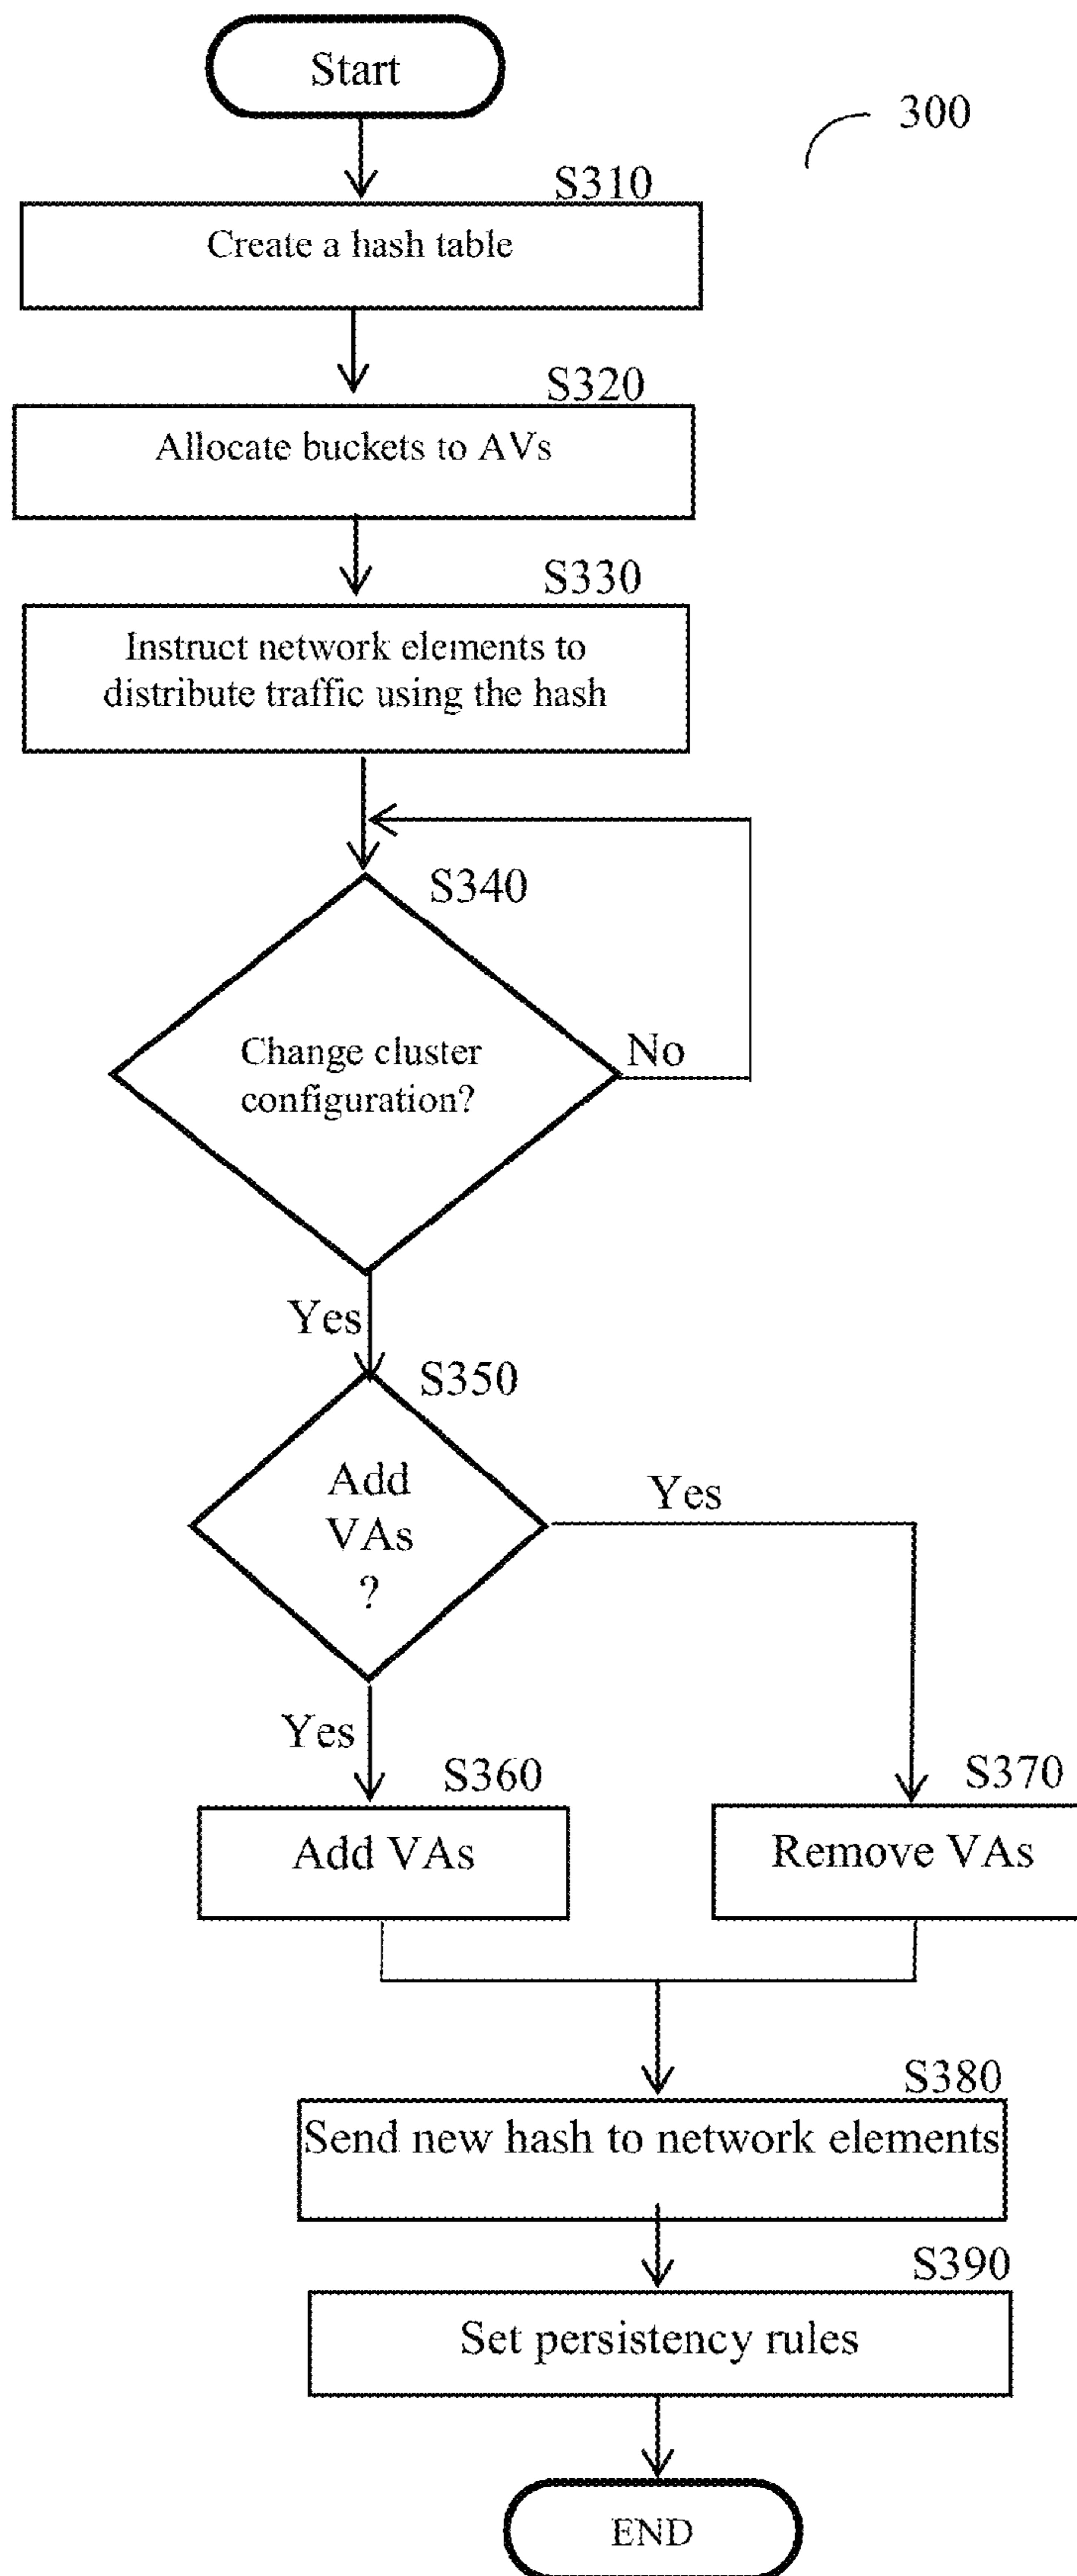 Start
300
S310
Create a hash table
S320
Allocate buckets to AVs
S330
Instruct network elements to
distribute traffic using the hash
S340
Change cluster
configuration?
No
Yes
S350
Add
VAs
?
Yes
Yes
S360
Add VAs
S370
Remove VAs
S380
Send new hash to network elements
S390
Set persistency rules
END